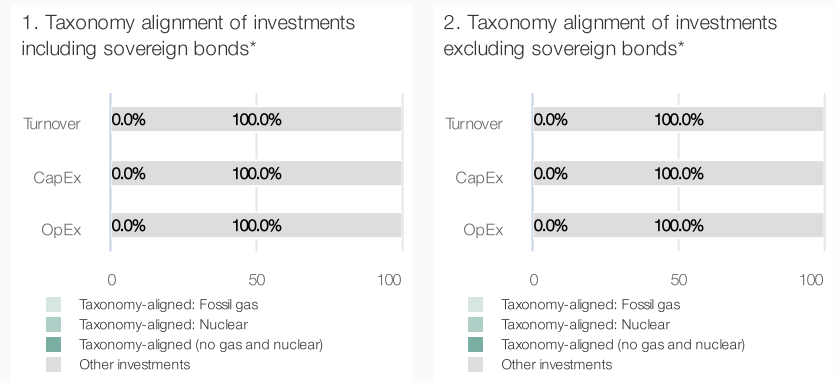 1. Taxonomy alignment of investments
including sovereign bonds*
Turnover 0.0% 100.0%
CapEx 0.0% 100.0%
OpEx 0.0% 100.0%
0 50 100
Taxonomy-aligned: Fossil gas
Taxonomy-aligned: Nuclear
Taxonomy-aligned (no gas and nuclear)
Other investments
2. Taxonomy alignment of investments
excluding sovereign bonds*
Turnover 0.0% 100.0%
CapEx 0.0% 100.0%
OpEx 0.0% 100.0%
0 50 100
Taxonomy-aligned: Fossil gas
Taxonomy-aligned: Nuclear
Taxonomy-aligned (no gas and nuclear)
Other investments